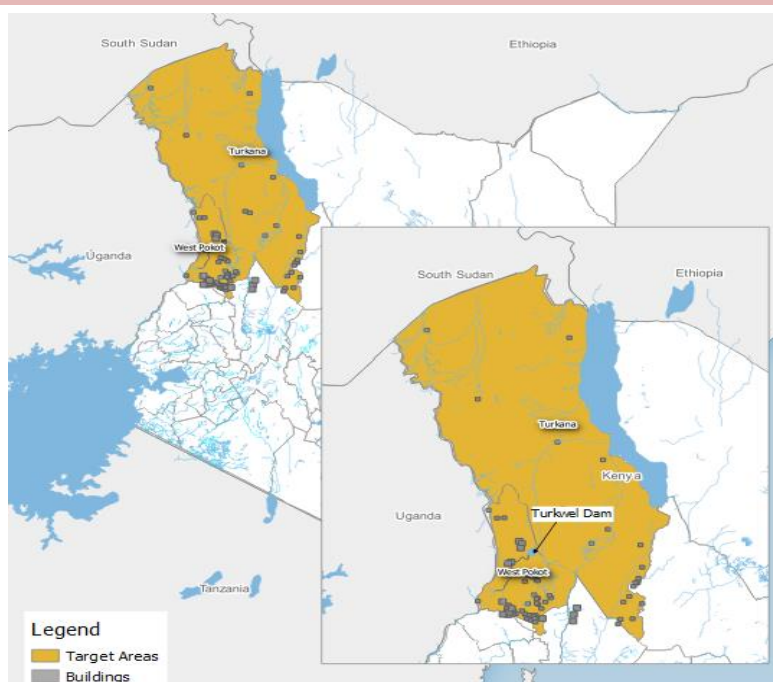 South Sudan
Ethiopia
Turkana
West Pokot
Uganda
South Sudan
Ethiopia
Turkana
Kenya
Uganda
Turkwel Dam
West Pokot
Tanzania
Legend
Target Areas
Buildings